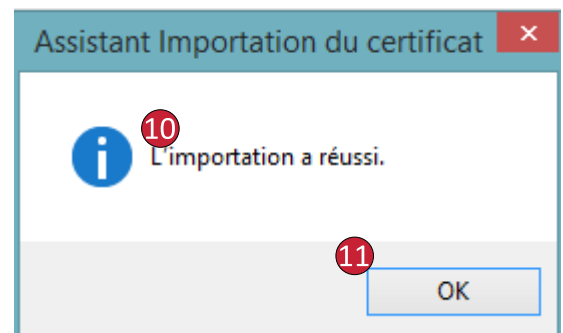 Assistant Importation du certificat
10
L'importation a réussi.
11
OK